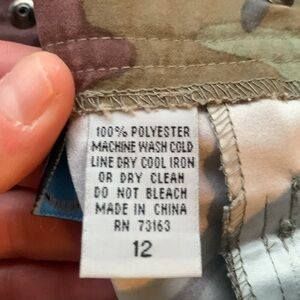 100% POLYESTER
MACHINE WASH COLD
LINE DRY COOL IRON
OR DRY CLEAN
DO NOT BLEACH
MADE IN CHINA
RN 73163
12